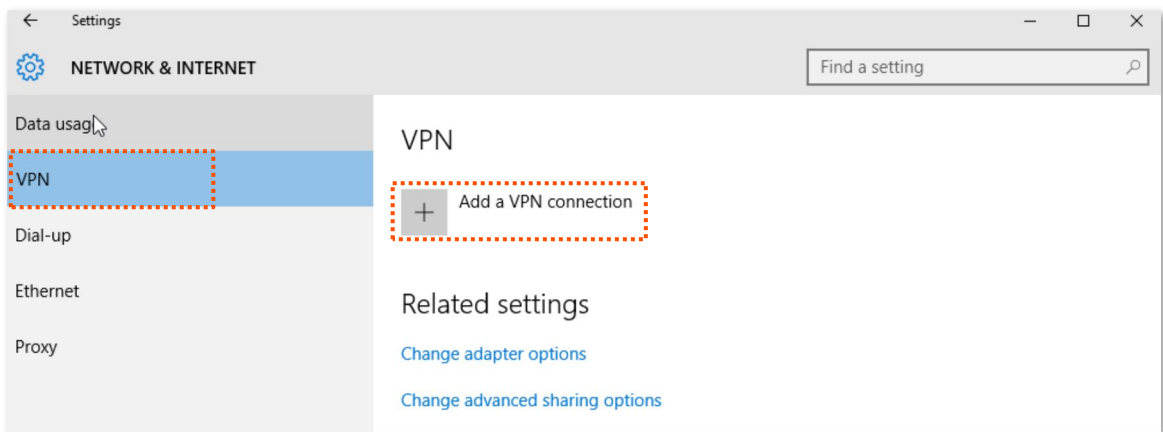 Settings
NETWORK & INTERNET
Find a setting
Data usag
VPN
Dial-up
Ethernet
Proxy
VPN
Add a VPN connection
Related settings
Change adapter options
Change advanced sharing options